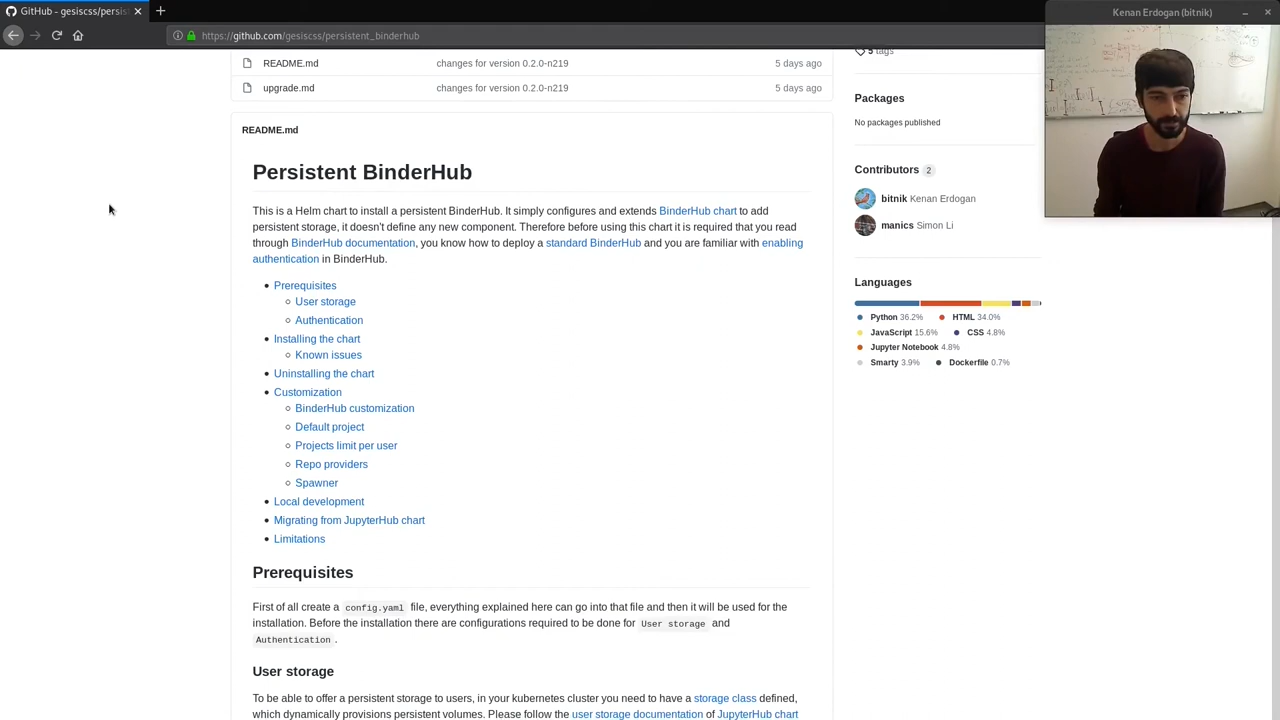 GitHub - gesiscss/persist
Kenan Erdogan (bitnik)
https://github.com/gesiscss/persistent_binderhub
5 tags
README.md changes for version 0.2.0-n219 5 days ago
upgrade.md changes for version 0.2.0-n219 5 days ago
README.md
Persistent BinderHub
This is a Helm chart to install a persistent BinderHub. It simply configures and extends BinderHub chart to add
persistent storage, it doesn't define any new component. Therefore before using this chart it is required that you read
through BinderHub documentation, you know how to deploy a standard BinderHub and you are familiar with enabling
authentication in BinderHub.
Prerequisites
User storage
Authentication
Installing the chart
Known issues
Uninstalling the chart
Customization
BinderHub customization
Default project
Projects limit per user
Repo providers
Spawner
Local development
Migrating from JupyterHub chart
Limitations
Prerequisites
First of all create a config.yaml file, everything explained here can go into that file and then it will be used for the
installation. Before the installation there are configurations required to be done for User storage and
Authentication .
User storage
To be able to offer a persistent storage to users, in your kubernetes cluster you need to have a storage class defined,
which dynamically provisions persistent volumes. Please follow the user storage documentation of JupyterHub chart
Packages
No packages published
Contributors 2
bitnik Kenan Erdogan
manics Simon Li
Languages
Python 36.2% HTML 34.0%
JavaScript 15.6% CSS 4.8%
Jupyter Notebook 4.8%
Smarty 3.9% Dockerfile 0.7%